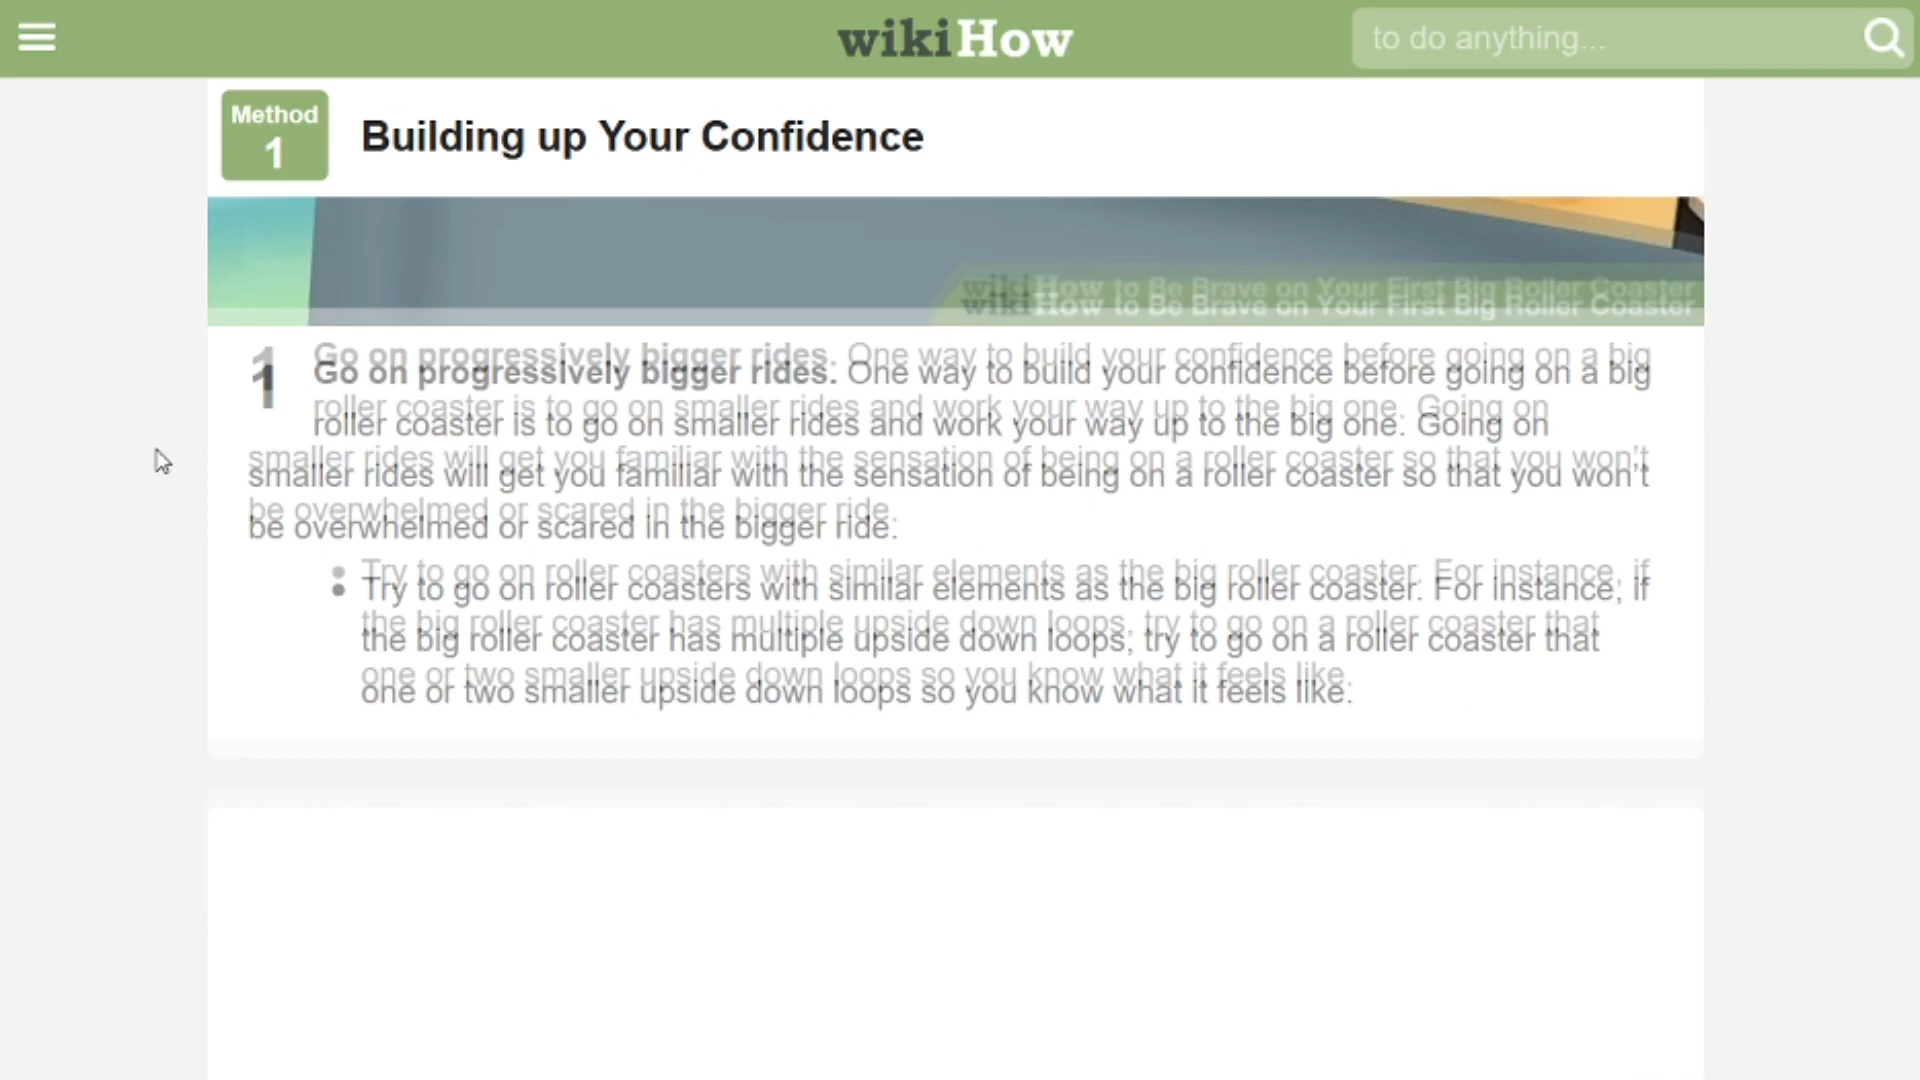 wikiHow
to do anything...
Method
1
Building up Your Confidence
wikiHow to Be Brave on Your First Big Roller Coaster
1
Go on progressively bigger rides. One way to build your confidence before going on a big
roller coaster is to go on smaller rides and work your way up to the big one. Going on
smaller rides will get you familiar with the sensation of being on a roller coaster so that you won't
be overwhelmed or scared in the bigger ride.
• Try to go on roller coasters with similar elements as the big roller coaster. For instance, if
the big roller coaster has multiple upside down loops, try to go on a roller coaster that
one or two smaller upside down loops so you know what it feels like.